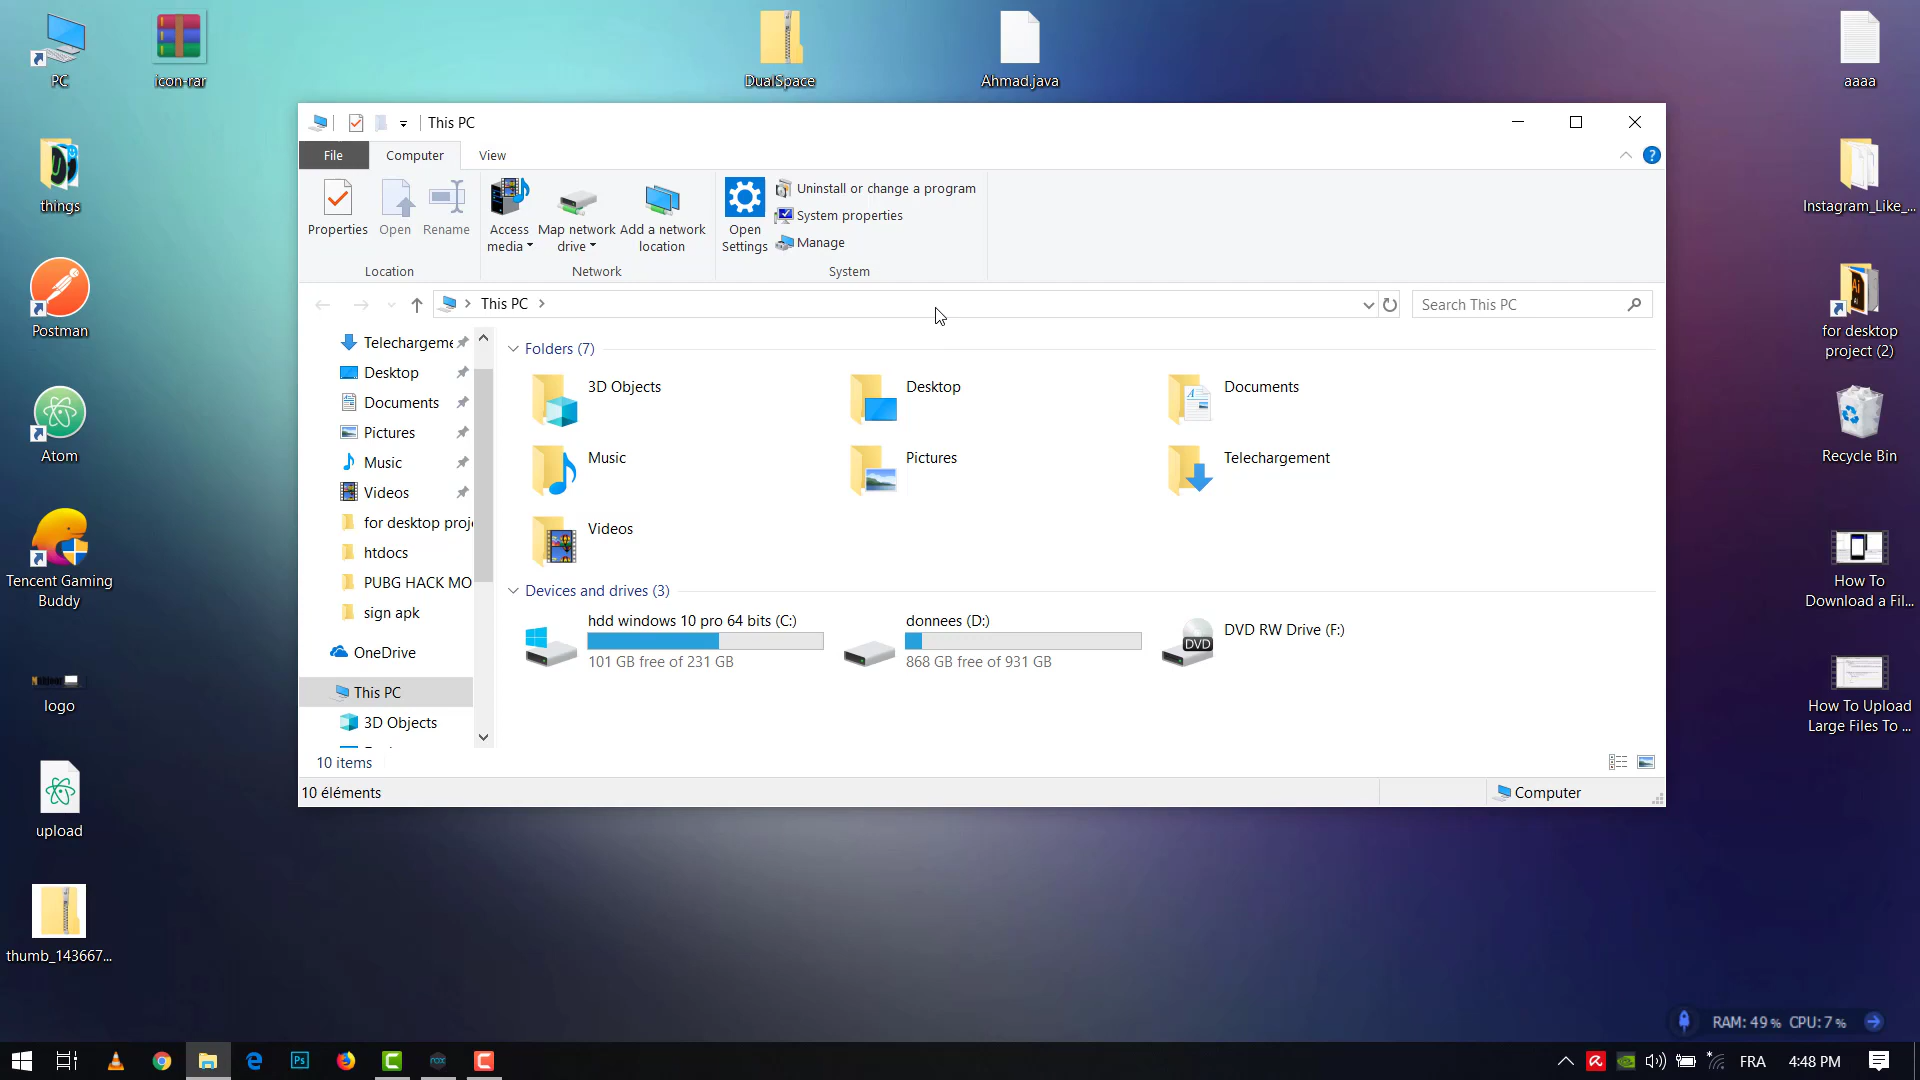 PC
icon-rar
DualSpace
Ahmad.java
aaaa
things
Postman
Atom
Tencent Gaming
Buddy
logo
upload
thumb_143667...
Instagram_Like_...
for desktop
project (2)
Recycle Bin
How To
Download a Fil...
How To Upload
Large Files To ...
This PC
File
Computer
View
Properties
Open
Rename
Access
media
Map network
drive
Add a network
location
Open
Settings
Uninstall or change a program
System properties
Manage
Location
Network
System
This PC
Search This PC
Telechargeme
Desktop
Documents
Pictures
Music
Videos
for desktop proj
htdocs
PUBG HACK MO
sign apk
OneDrive
This PC
3D Objects
Folders (7)
3D Objects
Desktop
Documents
Music
Pictures
Telechargement
Videos
Devices and drives (3)
hdd windows 10 pro 64 bits (C:)
101 GB free of 231 GB
donnees (D:)
868 GB free of 931 GB
DVD
DVD RW Drive (F:)
10 items
10 éléments
Computer
RAM: 49 % CPU: 7 %
Ps
FRA
4:48 PM